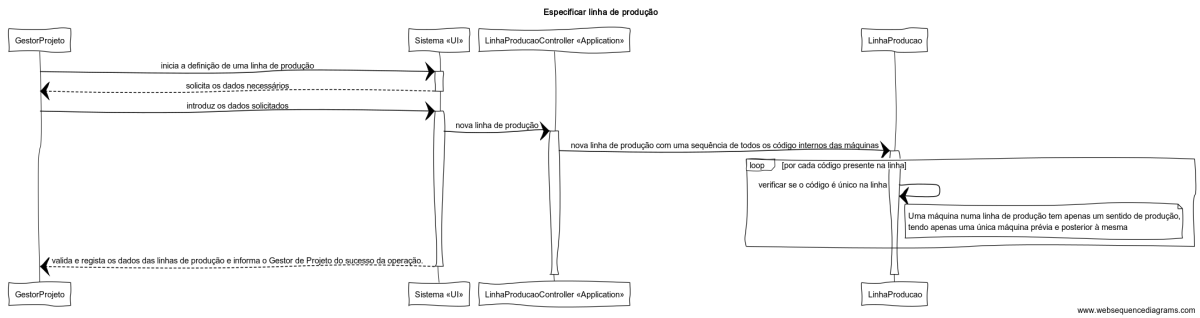 Especificar linha de produção
GestorProjeto
Sistema «UI»
LinhaProducaoController «Application»
LinhaProducao
inicia a definição de uma linha de produção
solicita os dados necessários
introduz os dados solicitados
nova linha de produção
nova linha de produção com uma sequência de todos os código internos das máquinas
loop
[por cada código presente na linha]
verificar se o código é único na linha
Uma máquina numa linha de produção tem apenas um sentido de produção,
tendo apenas uma única máquina prévia e posterior à mesma
valida e regista os dados das linhas de produção e informa o Gestor de Projeto do sucesso da operação.
GestorProjeto
Sistema «UI»
LinhaProducaoController «Application»
LinhaProducao
www.websequencediagrams.com